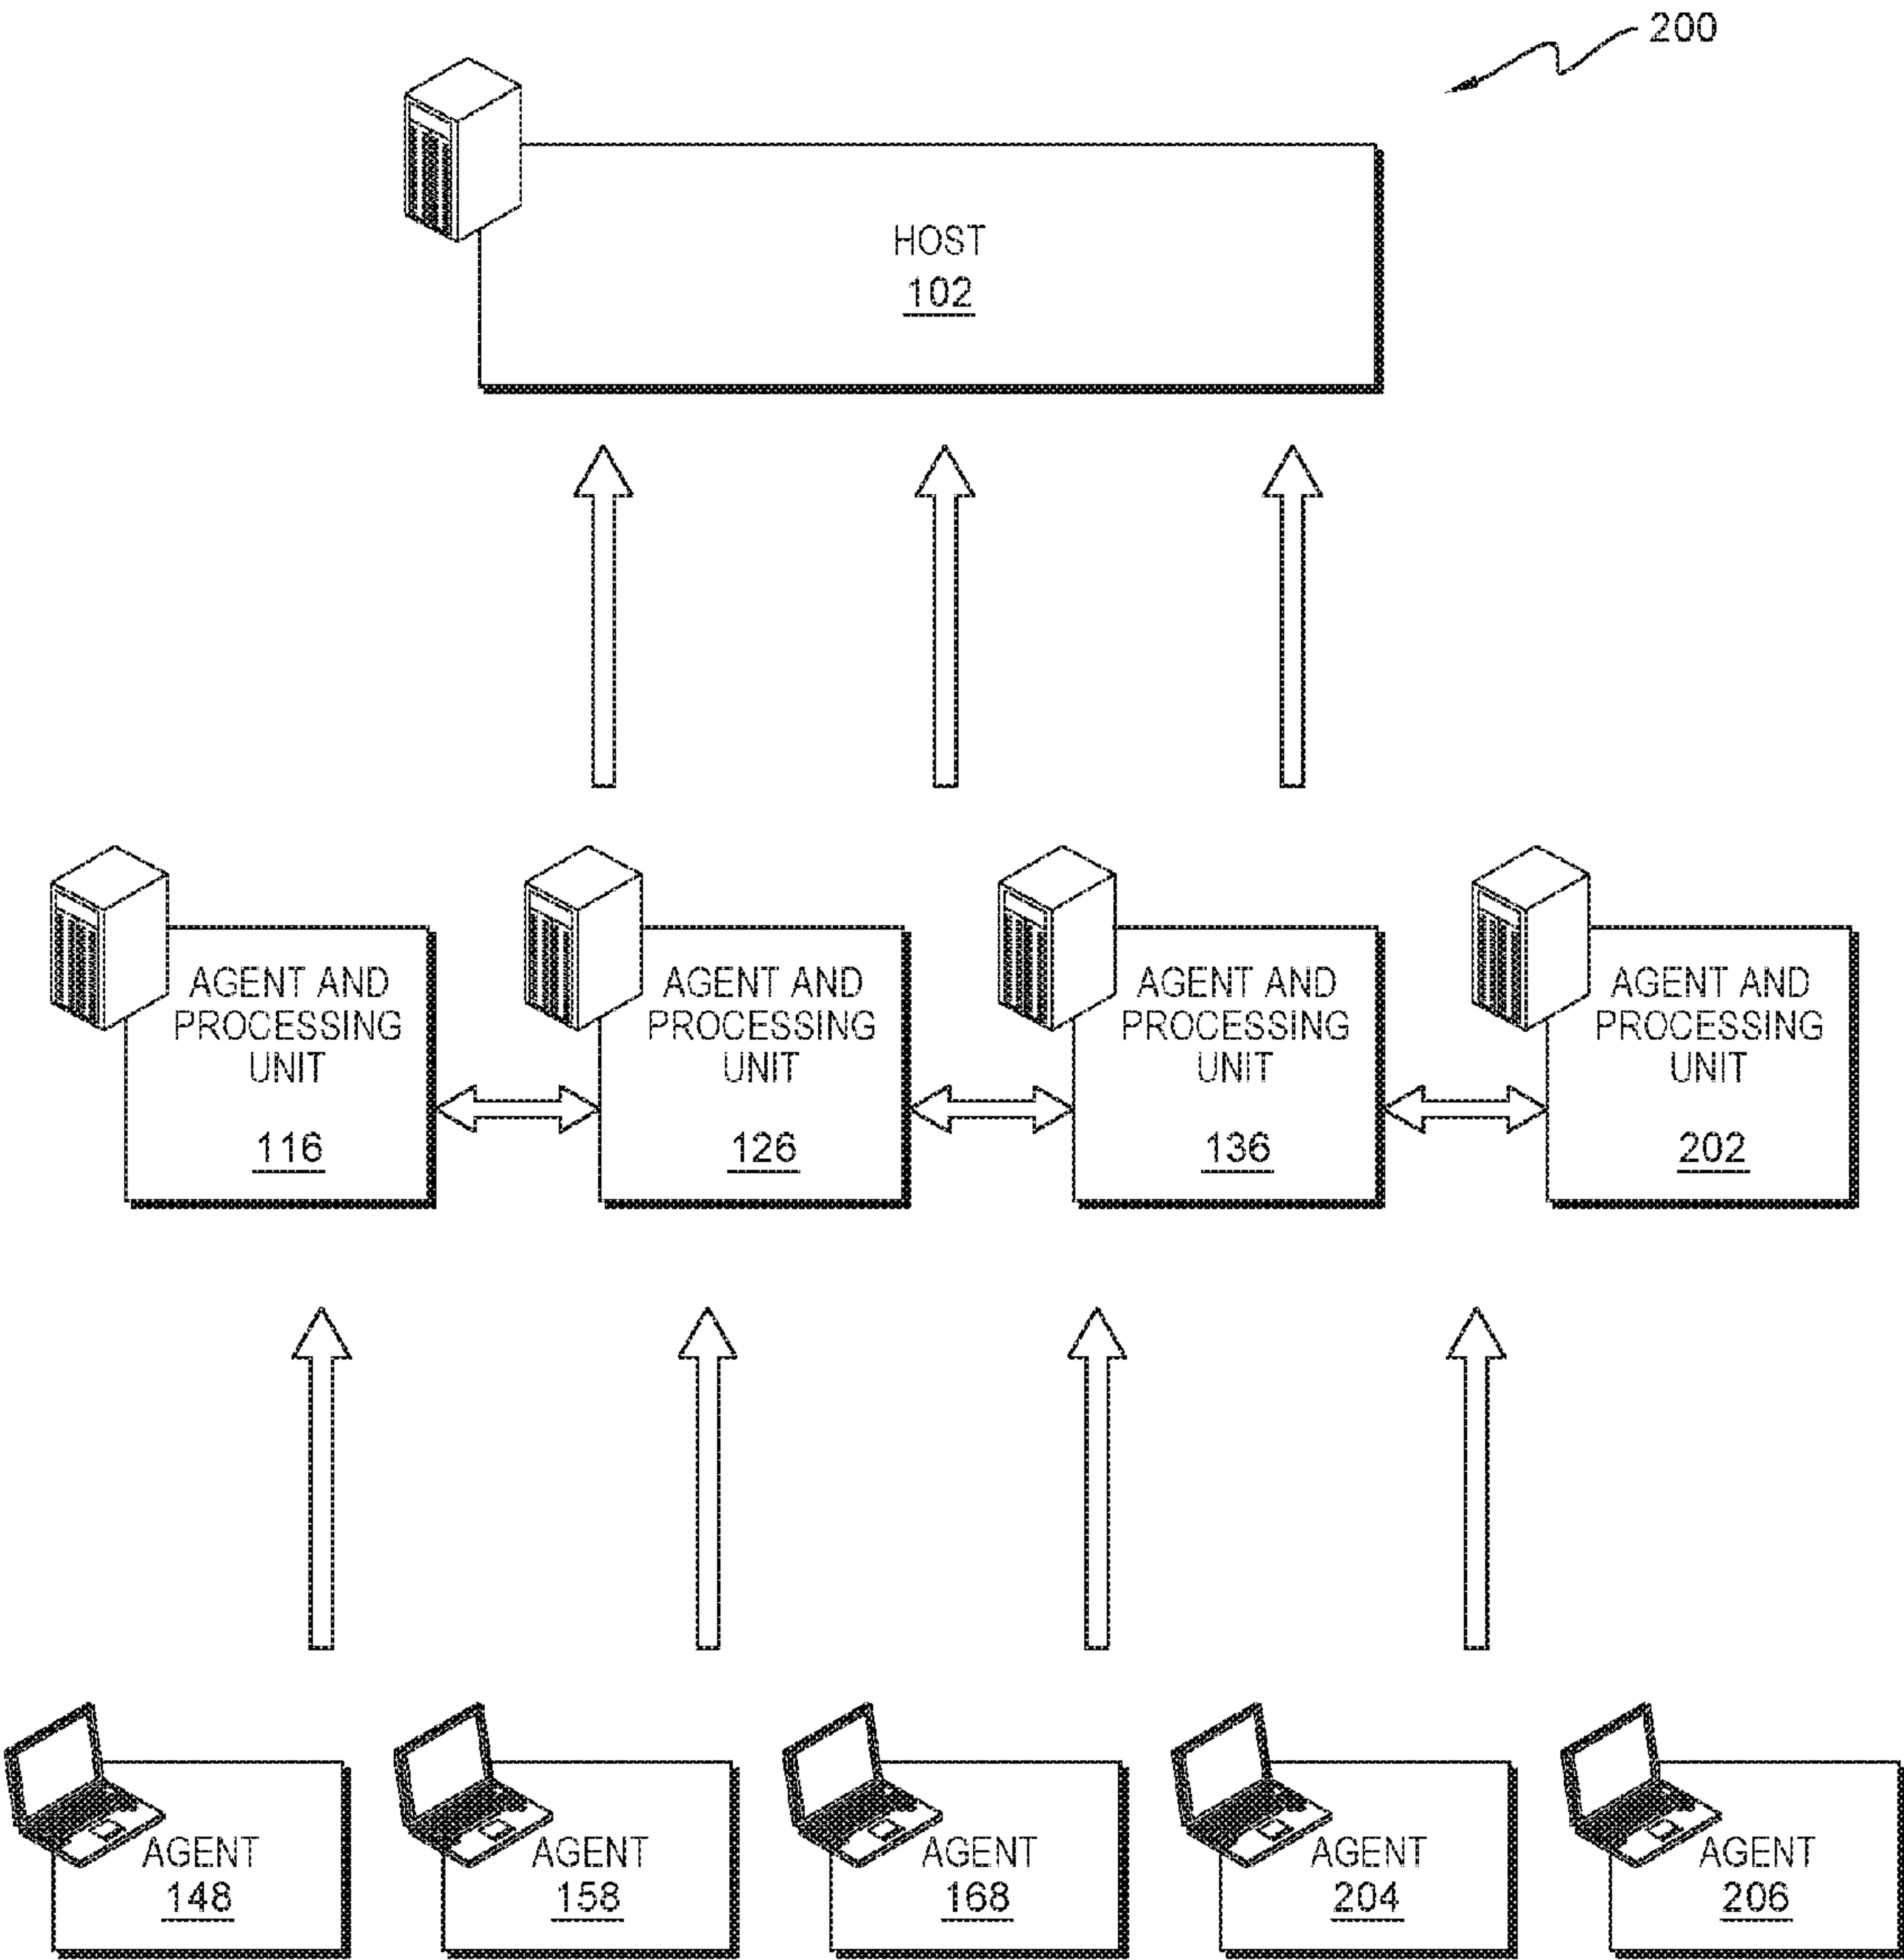 200
HOST
102
AGENT AND
PROCESSING
UNIT
116
AGENT AND
PROCESSING
UNIT
126
AGENT AND
PROCESSING
UNIT
136
AGENT AND
PROCESSING
UNIT
202
AGENT
148
AGENT
158
AGENT
168
AGENT
204
AGENT
206